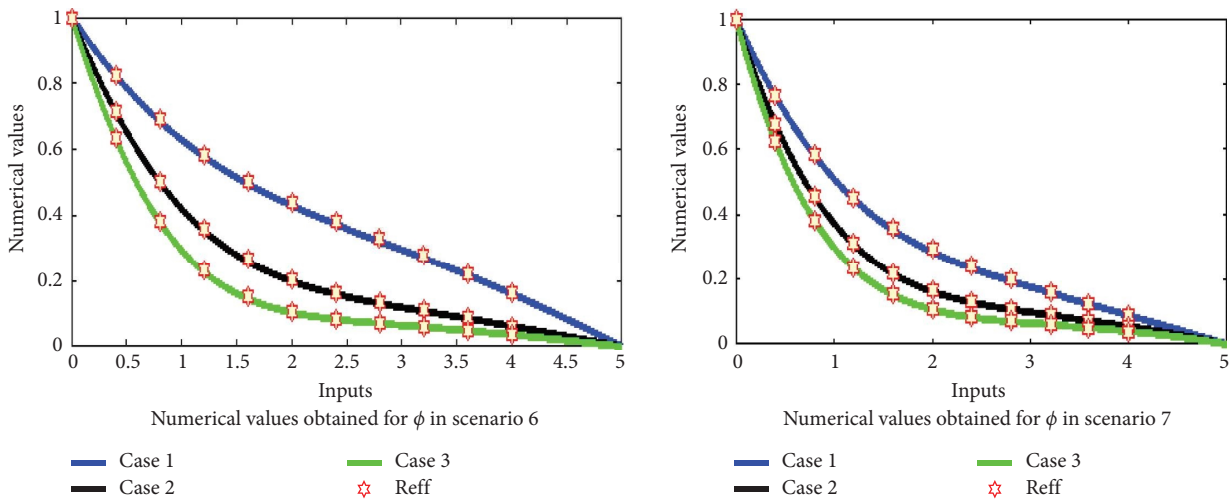 1
0.8
0.6
0.4
0.2
0
Numerical values
0 0.5 1 1.5 2 2.5 3 3.5 4 4.5 5
Inputs
Numerical values obtained for ϕ in scenario 6
Case 1
Case 2
Case 3
Reff
1
0.8
0.6
0.4
0.2
0
Numerical values
0 1 2 3 4 5
Inputs
Numerical values obtained for ϕ in scenario 7
Case 1
Case 2
Case 3
Reff